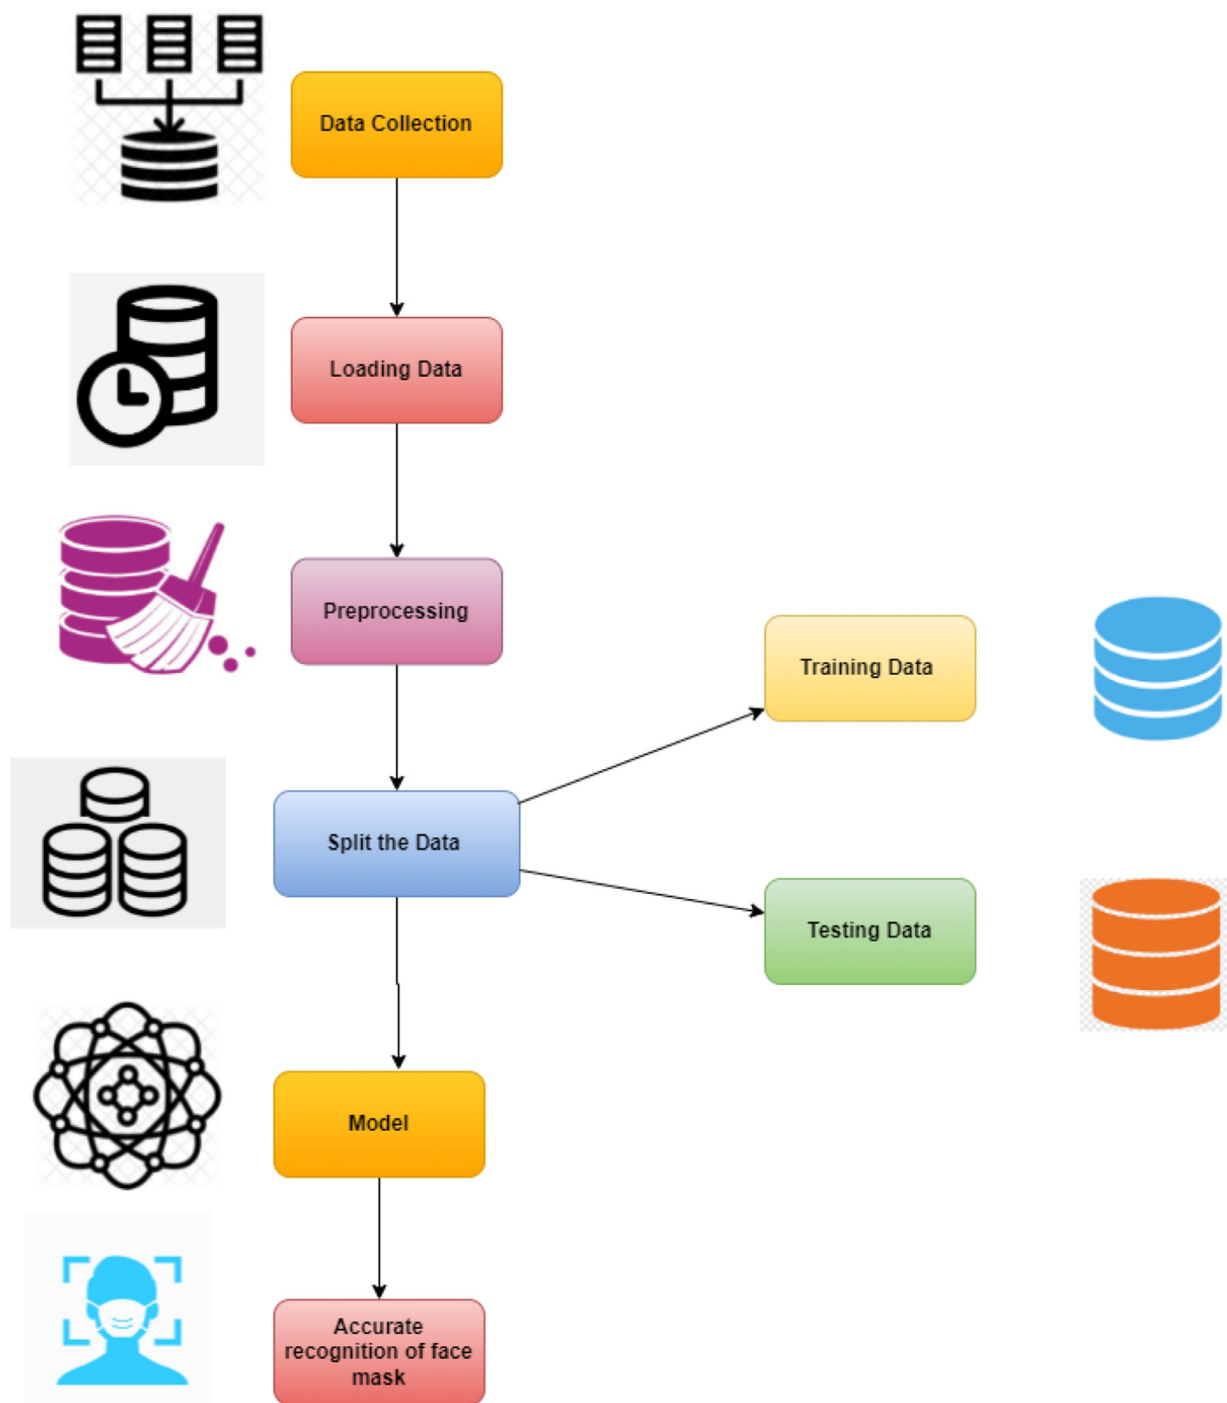 Data Collection
Loading Data
Preprocessing
Training Data
Split the Data
Testing Data
Model
Accurate
recognition of face
mask